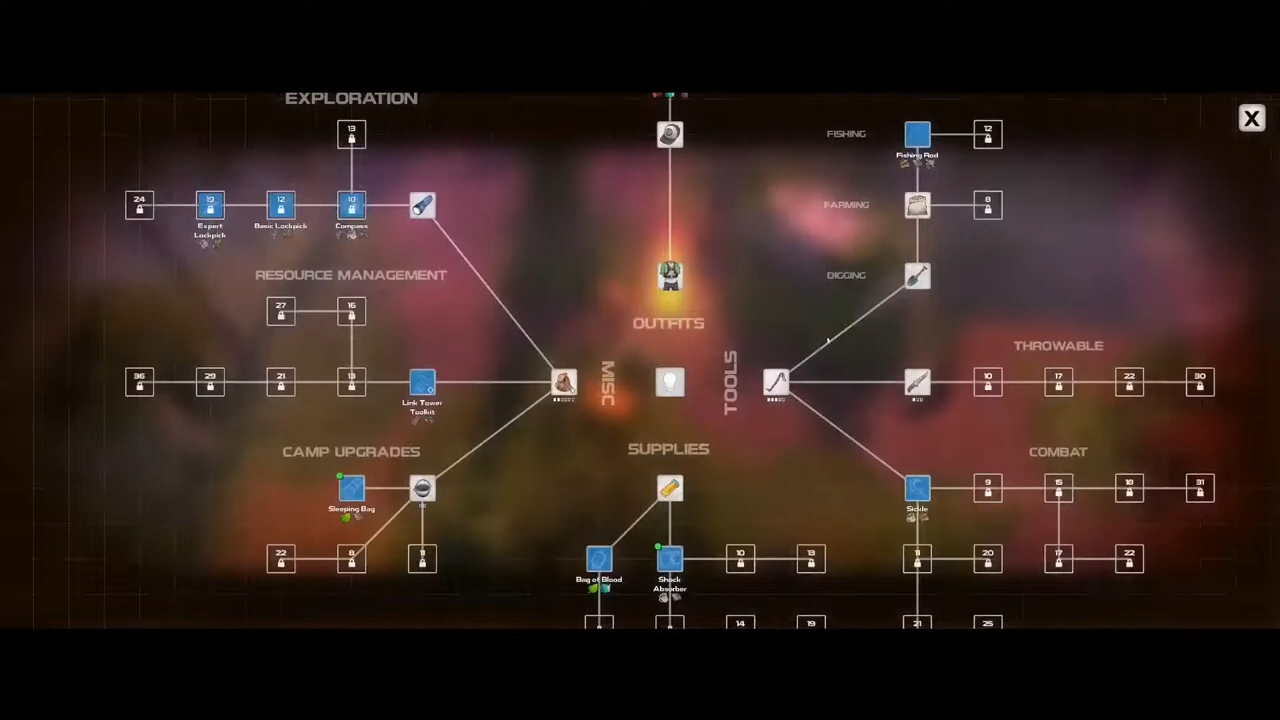 EXPLORATION
13
FISHING
Fishing Rod
12
24
19
Expert
Lockpick
12
Basic Lockpick
10
Compass
FARMING
8
RESOURCE MANAGEMENT
DIGGING
27
16
OUTFITS
THROWABLE
36
29
21
13
Link Tower
Toolkit
MISC
TOOLS
10
17
22
30
CAMP UPGRADES
SUPPLIES
COMBAT
Sleeping Bag
Sickle
9
15
18
31
22
8
11
Bag of Blood
Shock
Absorber
10
13
11
20
17
22
14
19
21
25
X